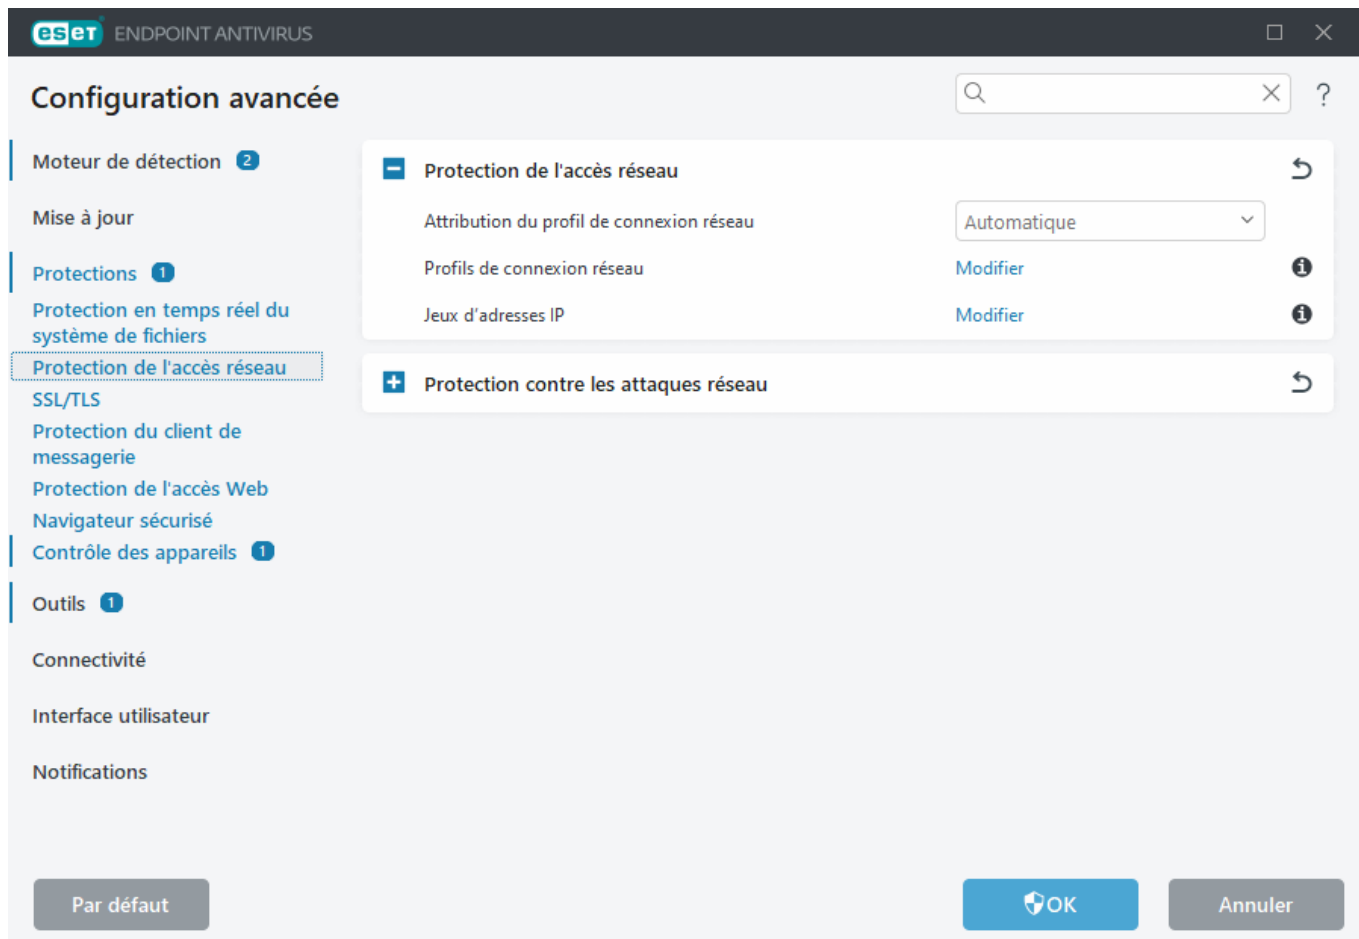 eset ENDPOINT ANTIVIRUS
Configuration avancée
?
Moteur de détection 2
Mise à jour
Protections 1
Protection en temps réel du
système de fichiers
Protection de l'accès réseau
SSL/TLS
Protection du client de
messagerie
Protection de l'accès Web
Navigateur sécurisé
Contrôle des appareils 1
Outils 1
Connectivité
Interface utilisateur
Notifications
Protection de l'accès réseau
Attribution du profil de connexion réseau Automatique
Profils de connexion réseau Modifier
Jeux d'adresses IP Modifier
Protection contre les attaques réseau
Par défaut
OK
Annuler